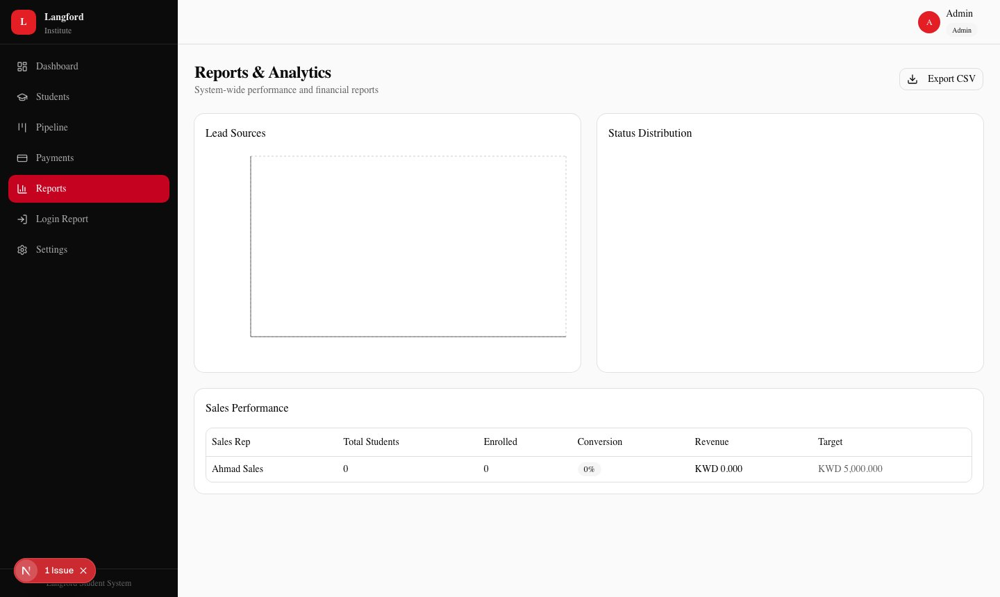 L
Langford
Institute
Dashboard
Students
Pipeline
Payments
Reports
Login Report
Settings
1 Issue
Langford Student System
A
Admin
Admin
Reports & Analytics
System-wide performance and financial reports
Export CSV
Lead Sources
Status Distribution
Sales Performance
Sales Rep Total Students Enrolled Conversion Revenue Target
Ahmad Sales 0 0 0% KWD 0.000 KWD 5,000.000